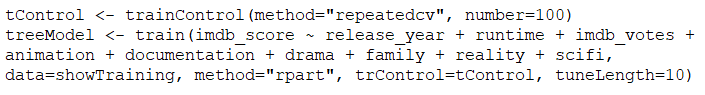 tControl <- trainControl(method="repeatedcv", number=100)
treeModel <- train(imdb_score ~ release_year + runtime + imdb_votes +
animation + documentation + drama + family + reality + scifi,
data=showTraining, method="rpart", trControl=tControl, tuneLength=10)